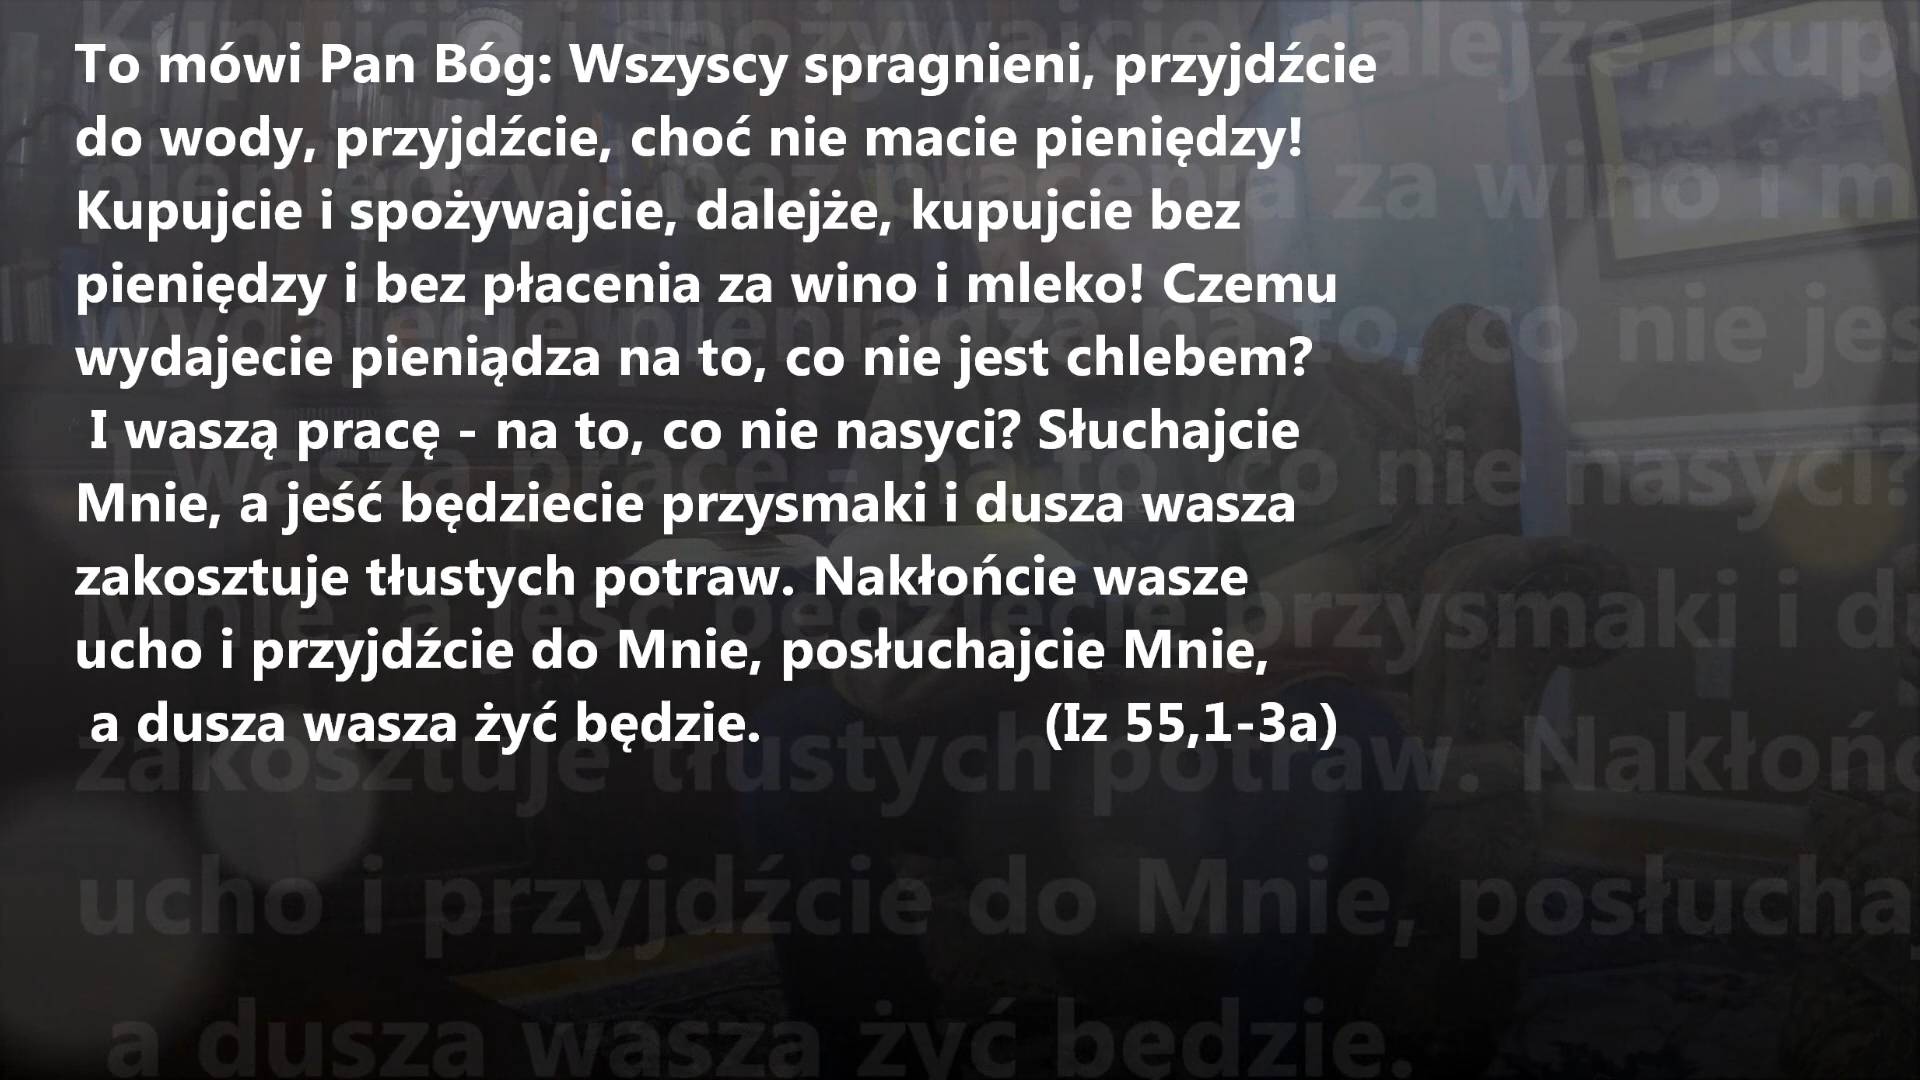 To mówi Pan Bóg: Wszyscy spragnieni, przyjdźcie
do wody, przyjdźcie, choć nie macie pieniędzy!
Kupujcie i spożywajcie, dalejże, kupujcie bez
pieniędzy i bez płacenia za wino i mleko! Czemu
wydajecie pieniądza na to, co nie jest chlebem?
I waszą pracę - na to, co nie nasyci? Słuchajcie
Mnie, a jeść będziecie przysmaki i dusza wasza
zakosztuje tłustych potraw. Nakłońcie wasze
ucho i przyjdźcie do Mnie, posłuchajcie Mnie,
a dusza wasza żyć będzie. (Iz 55,1-3a)